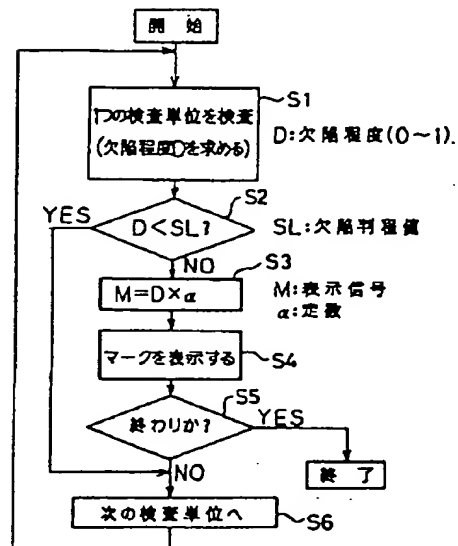 開 始
1つの検査単位を検査
(欠陥程度Dを求める)
S1
D:欠陥程度(0~1)
S2
YES
D<SL?
SL:欠陥判程値
NO
S3
M=D×α
M:表示信号
α:定数
マークを表示する
S4
S5
終わりか?
YES
NO
終 了
次の検査単位へ
S6